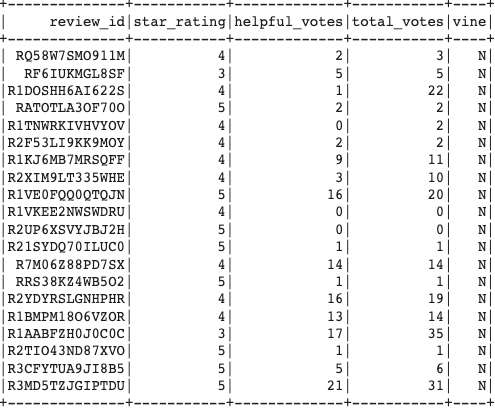 +--------------+-----------+-------------+-----------+----+
|     review_id|star_rating|helpful_votes|total_votes|vine|
+--------------+-----------+-------------+-----------+----+
|RQ58W7SMO911M|          4|            2|          3|   N|
| RF6IUKMGL8SF|          3|            5|          5|   N|
|R1DOSHH6AI622S|          4|            1|         22|   N|
|RATOTLA3OF70O|          5|            2|          2|   N|
|R1TNWRKIVHVYOV|          4|            0|          2|   N|
|R2F53LI9KK9MOY|          4|            2|          2|   N|
|R1KJ6MB7MRSQFF|          4|            9|         11|   N|
|R2XIM9LT335WHE|          4|            3|         10|   N|
|R1VE0FQQ0QTQJN|          5|           16|         20|   N|
|R1VKEE2NWSWDRU|          4|            0|          0|   N|
|R2UP6XSVYJBJ2H|          5|            0|          0|   N|
|R21SYDQ70ILUC0|          5|            1|          1|   N|
|R7M06Z88PD7SX|          4|           14|         14|   N|
|RRS38KZ4WB5O2|          5|            1|          1|   N|
|R2YDYRSLGNHPHR|          4|           16|         19|   N|
|R1BMPM18O6VZOR|          4|           13|         14|   N|
|R1AABFZH0J0C0C|          3|           17|         35|   N|
|R2TIO43ND87XVO|          5|            1|          1|   N|
|R3CFYTUA9JI8B5|          5|            5|          6|   N|
|R3MD5TZJGIPTDU|          5|           21|         31|   N|
+--------------+-----------+-------------+-----------+----+